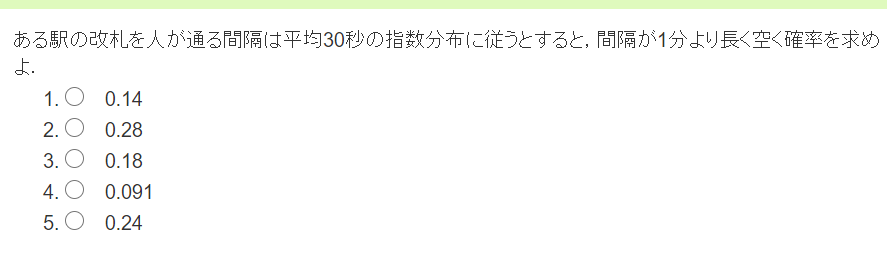 ある駅の改札を人が通る間隔は平均30秒の指数分布に従うとすると, 間隔が1分より長く空く確率を求め
よ.
1. 0.14
2. 0.28
3. 0.18
4. 0.091
5. 0.24